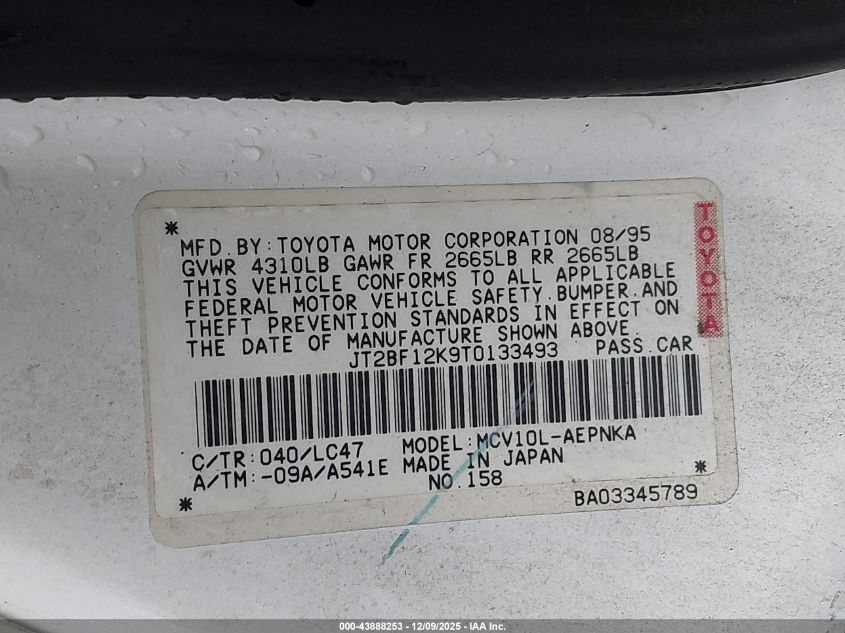 MFD.BY:TOYOTA MOTOR CORPORATION 08/95
GVWR 4310LB GAWR FR 2665LB RR 2665LB
THIS VEHICLE CONFORMS TO ALL APPLICABLE
FEDERAL MOTOR VEHICLE SAFETY,BUMPER,AND
THEFT PREVENTION STANDARDS IN EFFECT ON
THE DATE OF MANUFACTURE SHOWN ABOVE.
JT2BF12K9T0133493 PASS.CAR
C/TR:040/LC47 MODEL:MCV10L-AEPNKA
A/TM:-09A/A541E MADE IN JAPAN
NO.158
BA03345789
TOYOTA
000-43888253 - 12/09/2025 - IAA Inc.